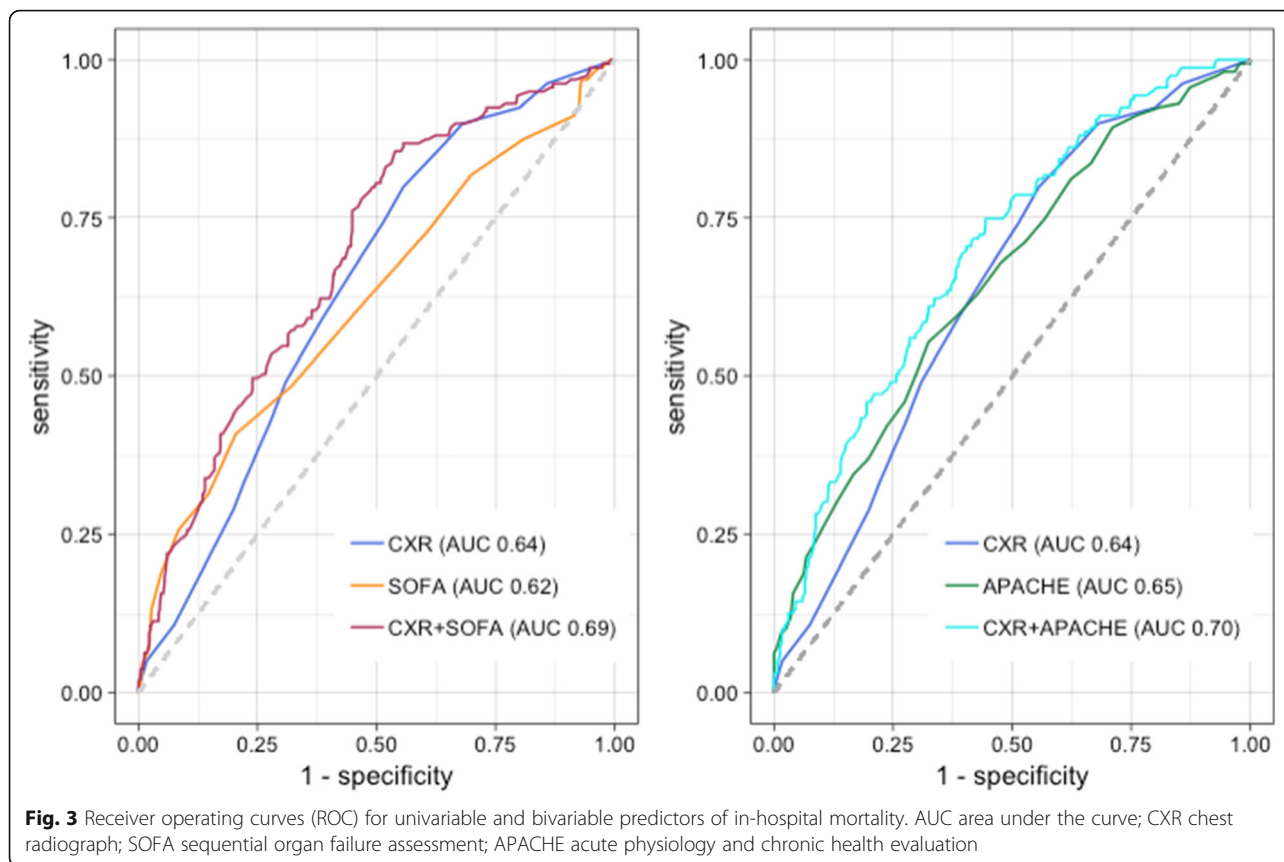 1.00
0.75
0.50
0.25
0.00
sensitivity
CXR (AUC 0.64)
SOFA (AUC 0.62)
CXR+SOFA (AUC 0.69)
0.00 0.25 0.50 0.75 1.00
1 - specificity
1.00
0.75
0.50
0.25
0.00
sensitivity
CXR (AUC 0.64)
APACHE (AUC 0.65)
CXR+APACHE (AUC 0.70)
0.00 0.25 0.50 0.75 1.00
1 - specificity
Fig. 3 Receiver operating curves (ROC) for univariable and bivariable predictors of in-hospital mortality. AUC area under the curve; CXR chest
radiograph; SOFA sequential organ failure assessment; APACHE acute physiology and chronic health evaluation